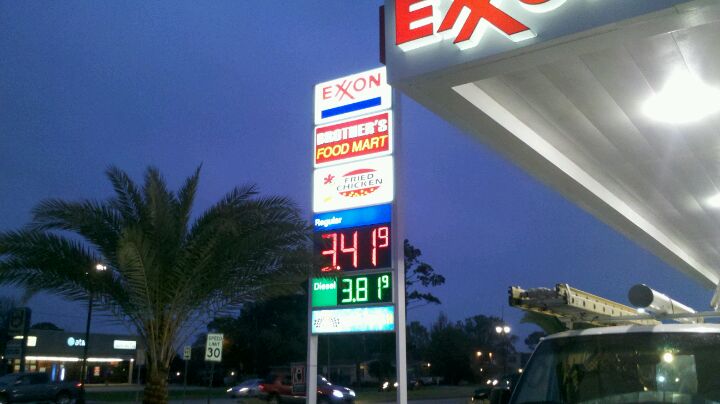 EXXON
EXXON
BROTHER'S
FOOD MART
FRIED
CHICKEN
Regular
3.41 9
Diesel
3.81 9
SPEED
LIMIT
30
at&t